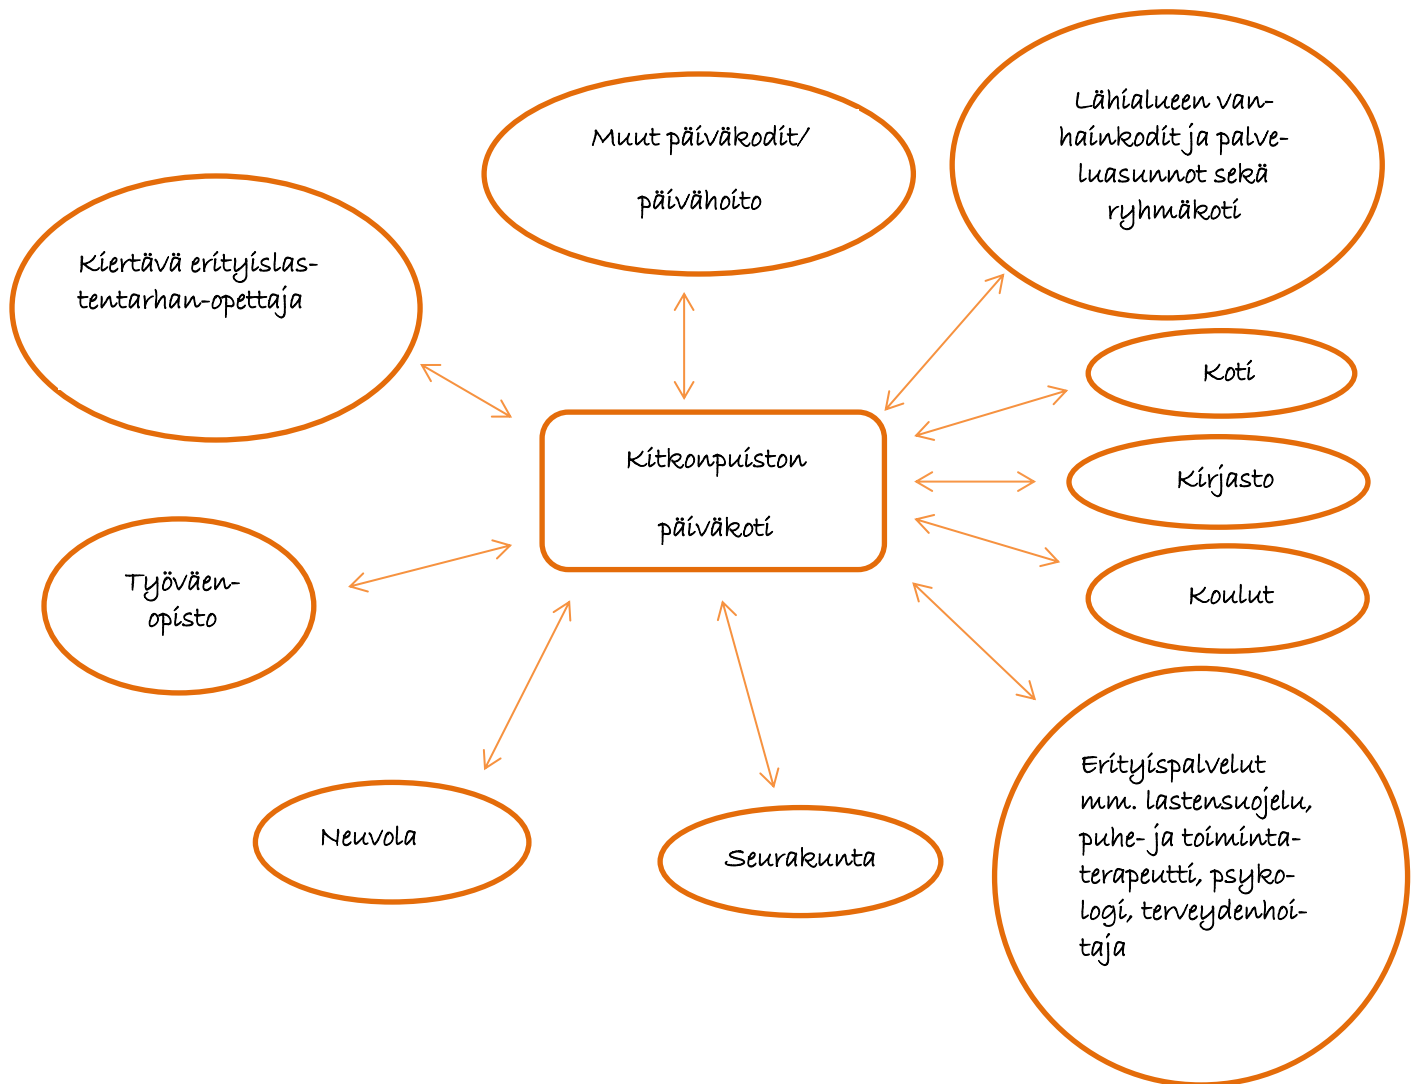 Lähialueen van-
hainkodit ja palve-
luasunnot sekä
ryhmäkoti
Muut päiväkodit/
päivähoito
Kiertävä erityislas-
tentarhan-opettaja
Koti
Kitkonpuiston
päiväkoti
Kirjasto
Koulut
Työväen-
opisto
Neuvola
Seurakunta
Erityispalvelut
mm. lastensuojelu,
puhe- ja toiminta-
terapeutti, psyko-
logi, terveydenhoi-
taja